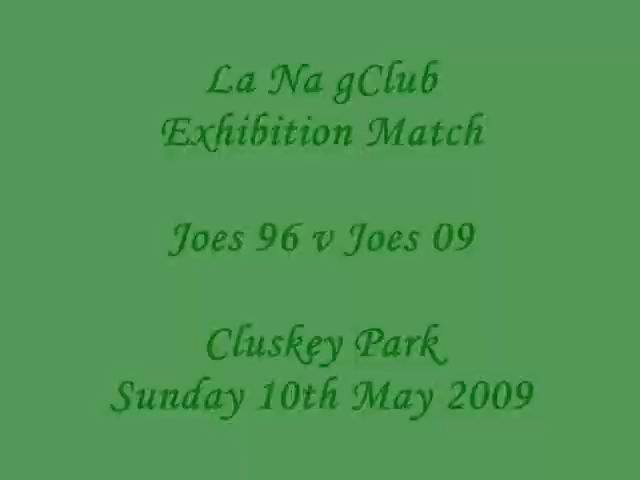 La Na gClub
Exhibition Match
Joes 96 v Joes 09
Cluskey Park
Sunday 10th May 2009